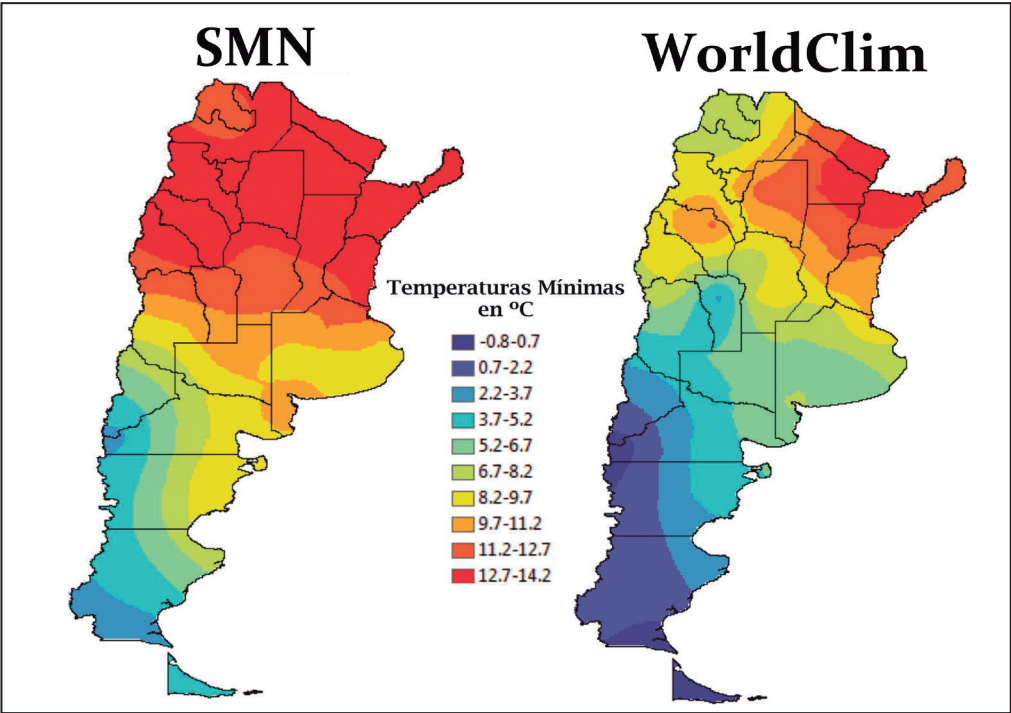 SMN
WorldClim
Temperaturas Mínimas
en ºC
-0.8-0.7
0.7-2.2
2.2-3.7
3.7-5.2
5.2-6.7
6.7-8.2
8.2-9.7
9.7-11.2
11.2-12.7
12.7-14.2